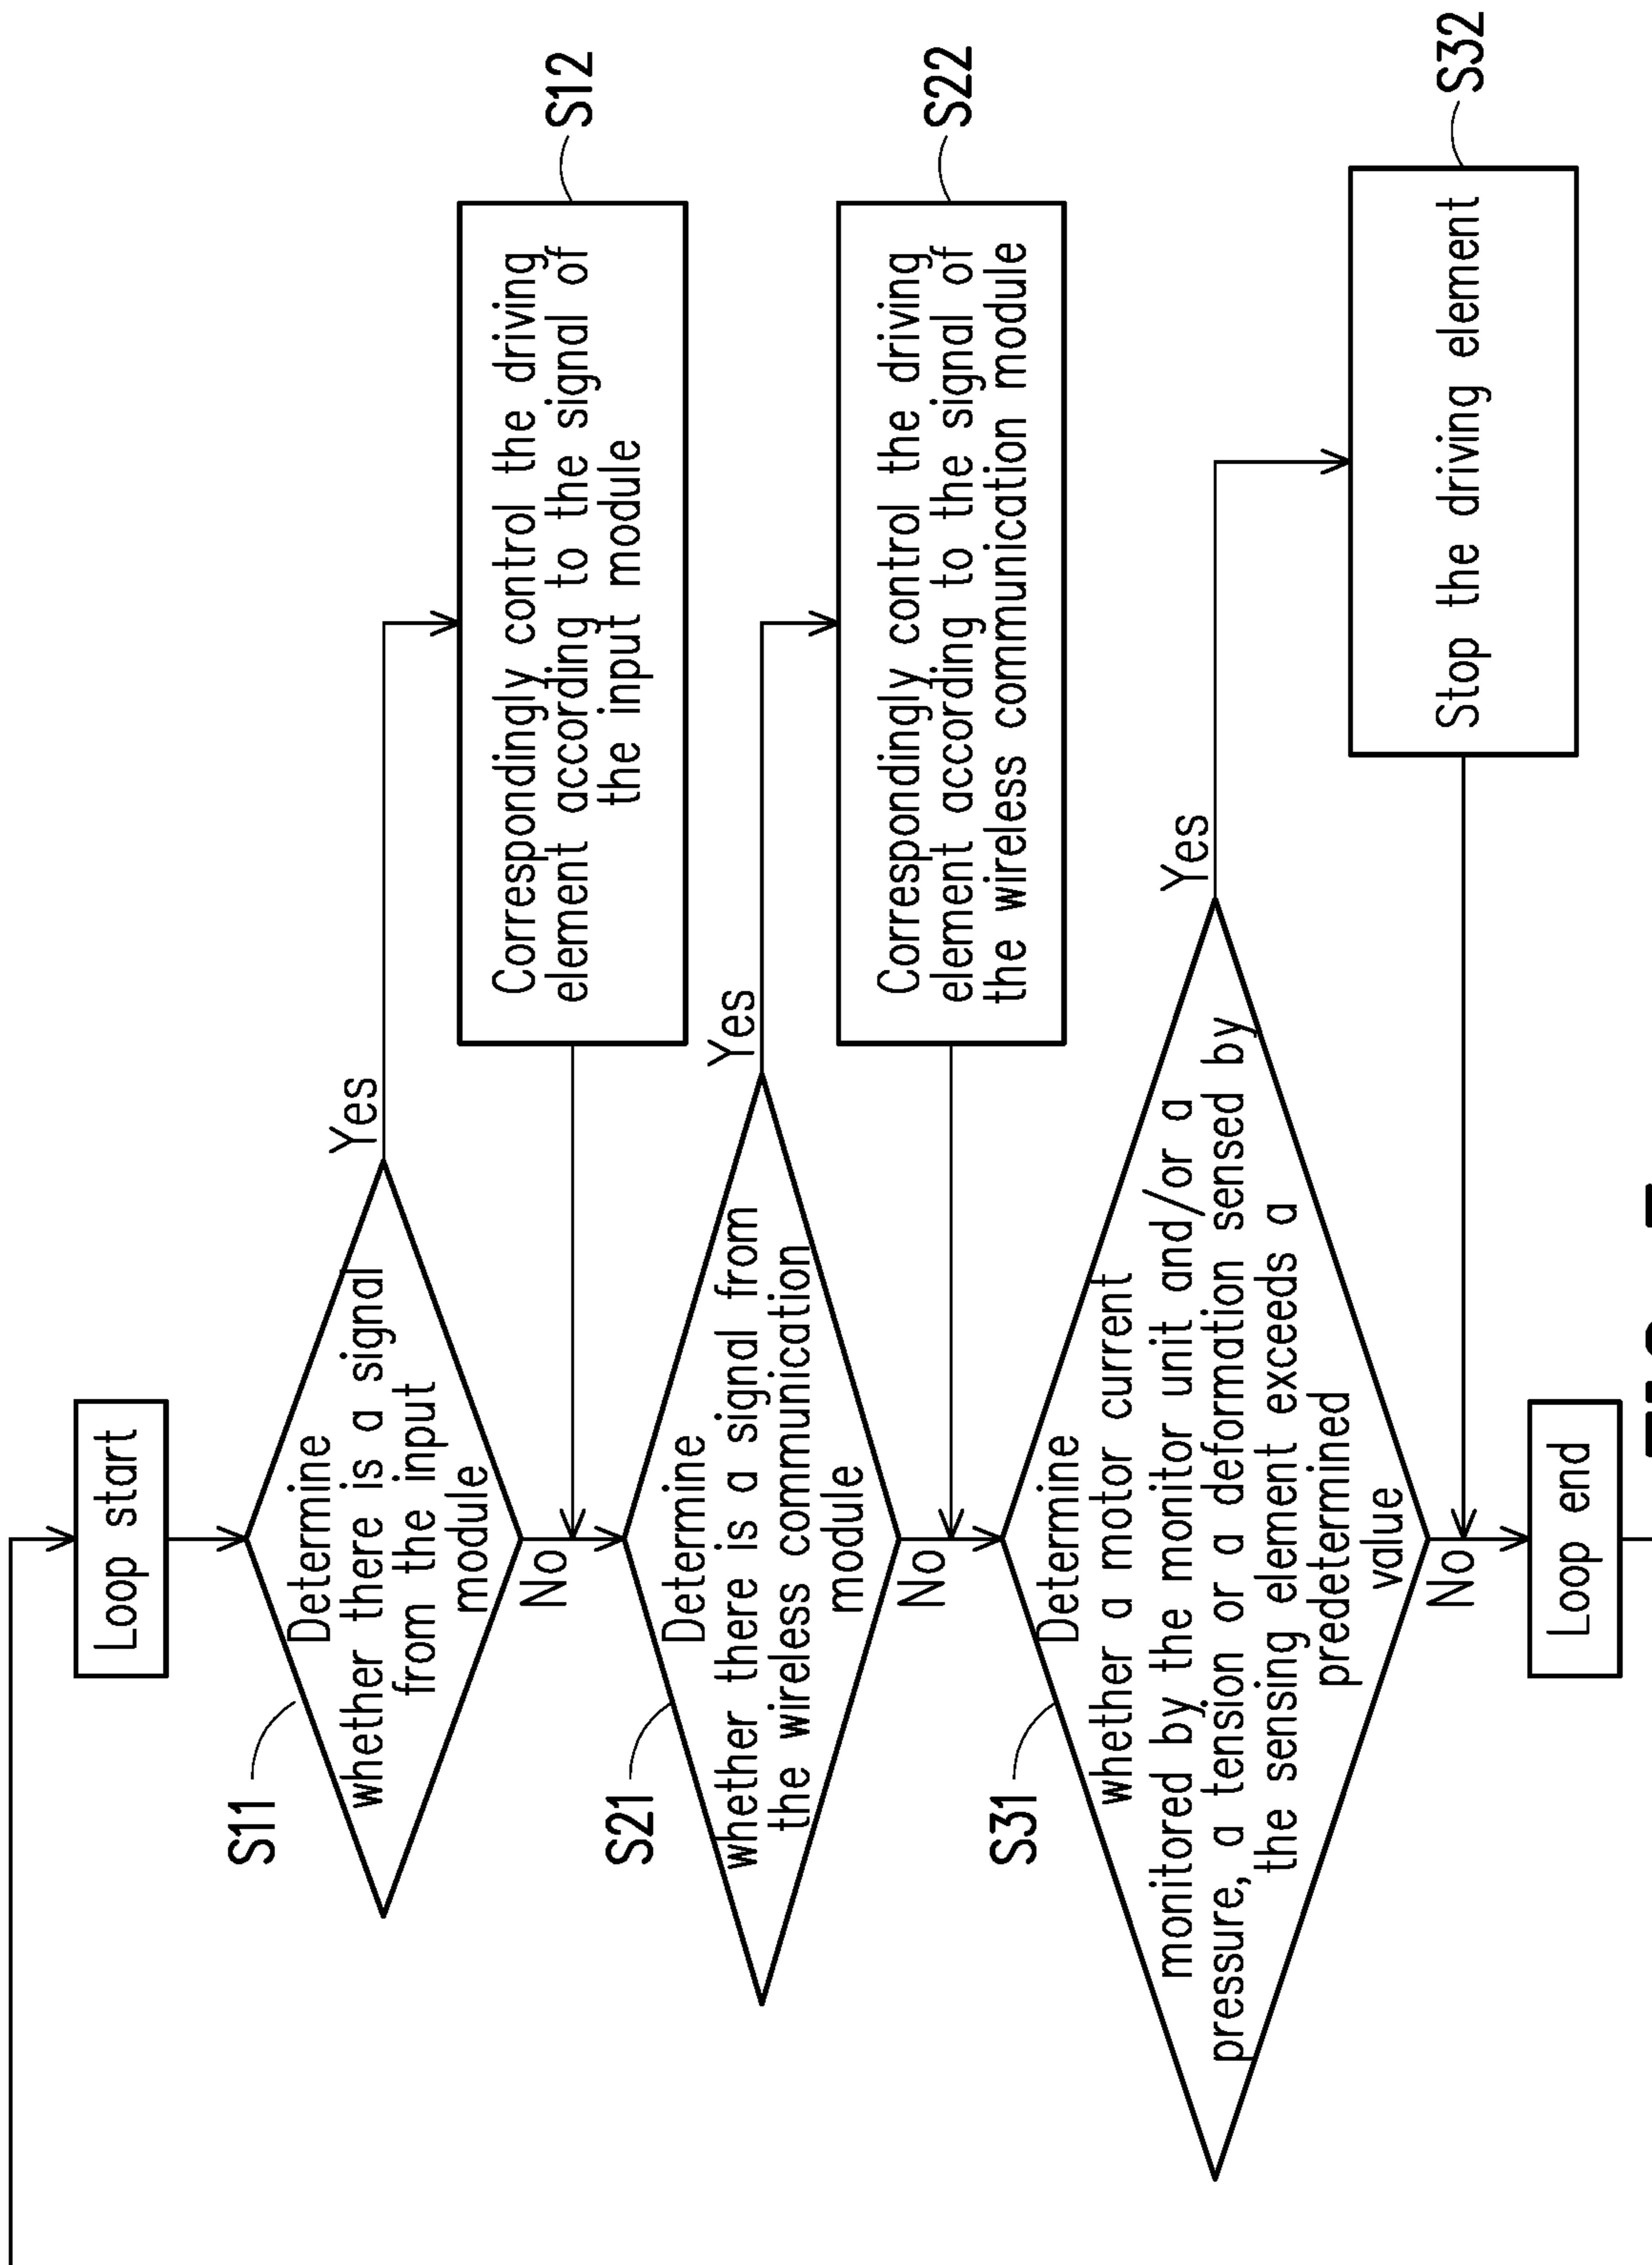 Loop start
S11
Determine
whether there is a signal
from the input
module
Yes
No
Correspondingly control the driving
element according to the signal of
the input module
S12
S21
Determine
whether there is a signal from
the wireless communication
module
Yes
No
Correspondingly control the driving
element according to the signal of
the wireless communication module
S22
S31
Determine
whether a motor current
monitored by the monitor unit and/or a
pressure, a tension or a deformation sensed by
the sensing element exceeds a
predetermined
value
Yes
No
Stop the driving element
S32
Loop end